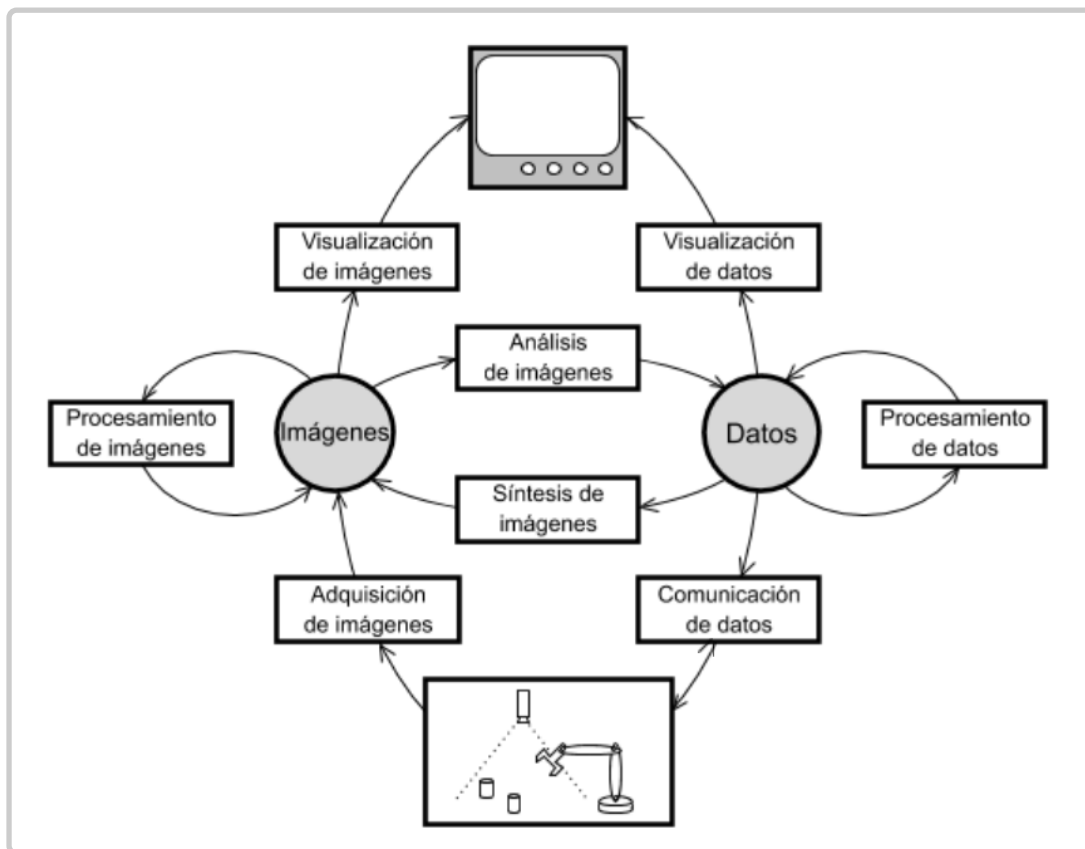 Visualización
de imágenes
Visualización
de datos
Análisis
de imágenes
Procesamiento
de imágenes
Imágenes
Datos
Procesamiento
de datos
Síntesis de
imágenes
Adquisición
de imágenes
Comunicación
de datos